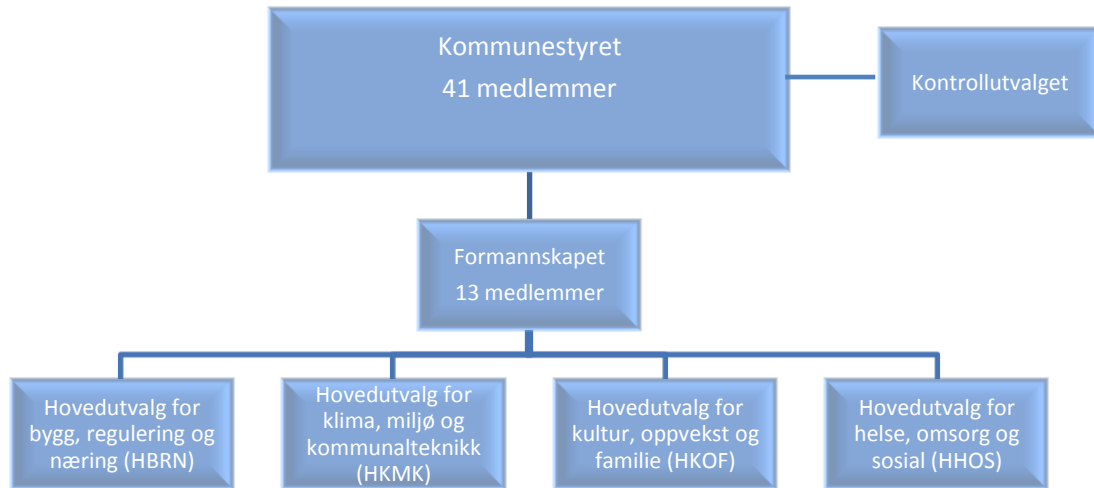 Kommunestyret
41 medlemmer
Kontrollutvalget
Formannskapet
13 medlemmer
Hovedutvalg for
bygg, regulering og
næring (HBRN)
Hovedutvalg for
klima, miljø og
kommunalteknikk
(HKMK)
Hovedutvalg for
kultur, oppvekst og
familie (HKOF)
Hovedutvalg for
helse, omsorg og
sosial (HHOS)